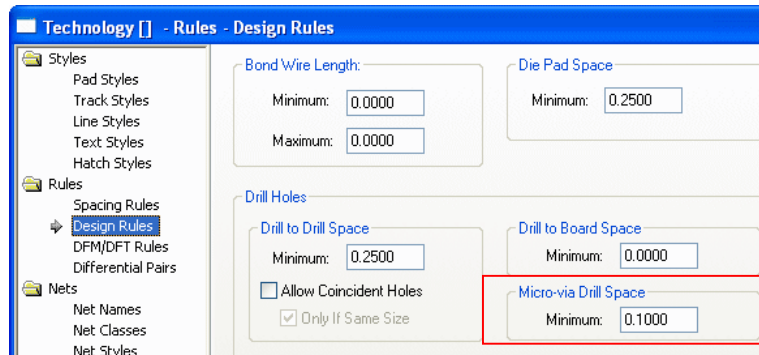 Technology [] - Rules - Design Rules
Styles
Pad Styles
Track Styles
Line Styles
Text Styles
Hatch Styles
Rules
Spacing Rules
Design Rules
DFM/DFT Rules
Differential Pairs
Nets
Net Names
Net Classes
Net Styles
Bond Wire Length:
Minimum: 0.0000
Maximum: 0.0000
Die Pad Space
Minimum: 0.2500
Drill Holes
Drill to Drill Space
Minimum: 0.2500
Allow Coincident Holes
Only If Same Size
Drill to Board Space
Minimum: 0.0000
Micro-via Drill Space
Minimum: 0.1000